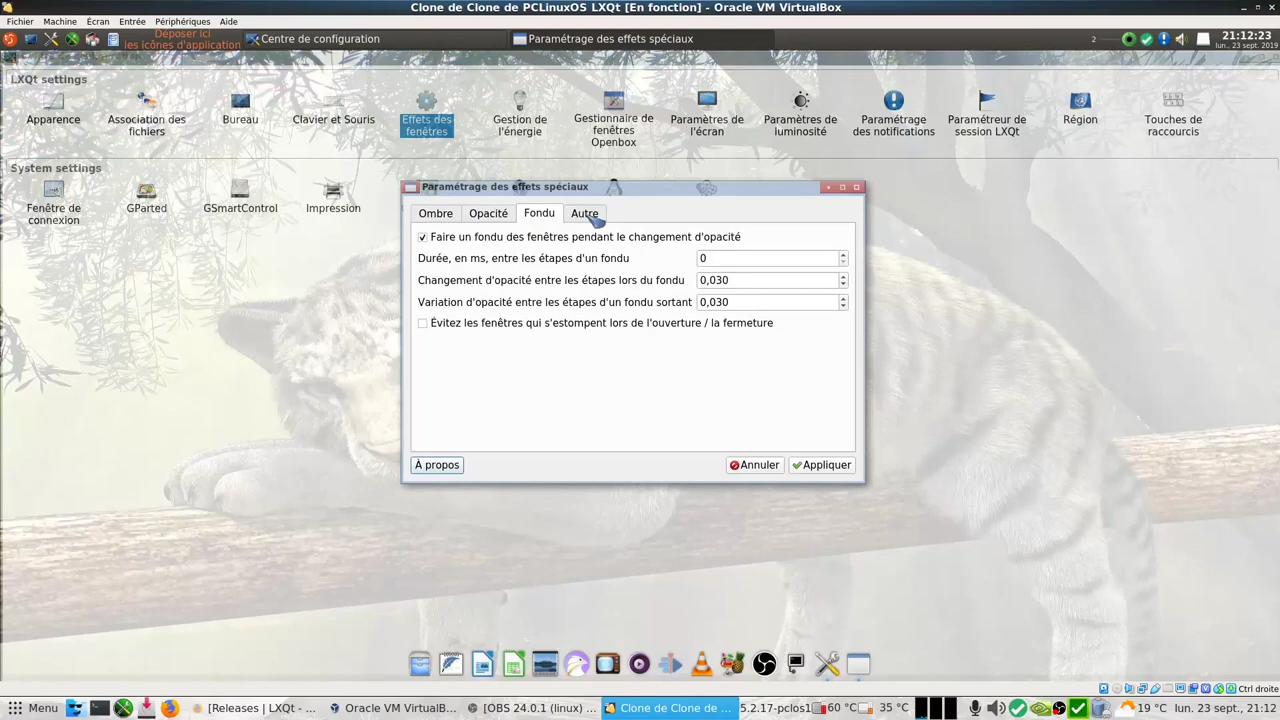 Clone de Clone de PCLinuxOS LXQt [En fonction] - Oracle VM VirtualBox
Fichier Machine Écran Entrée Périphériques Aide
Déposer ici
les icônes d'application
Centre de configuration
Paramétrage des effets spéciaux
2
21:12:23
lun., 23 sept. 2019
LXQt settings
Apparence
Association des
fichiers
Bureau
Clavier et Souris
Effets des
fenêtres
Gestion de
l'énergie
Gestionnaire de
fenêtres
Openbox
Paramètres de
l'écran
Paramètres de
luminosité
Paramétrage
des notifications
Paramétreur de
session LXQt
Région
Touches de
raccourcis
System settings
Fenêtre de
connexion
GParted
GSmartControl
Impression
Paramétrage des effets spéciaux
Ombre Opacité Fondu Autre
Faire un fondu des fenêtres pendant le changement d'opacité
Durée, en ms, entre les étapes d'un fondu 0
Changement d'opacité entre les étapes lors du fondu 0,030
Variation d'opacité entre les étapes d'un fondu sortant 0,030
Évitez les fenêtres qui s'estompent lors de l'ouverture / la fermeture
À propos Annuler Appliquer
Ctrl droite
Menu [Releases | LXQt - ... Oracle VM VirtualB... [OBS 24.0.1 (linux) ... Clone de Clone de ... 5.2.17-pclos1 60 °C 35 °C 19 °C lun. 23 sept., 21:12